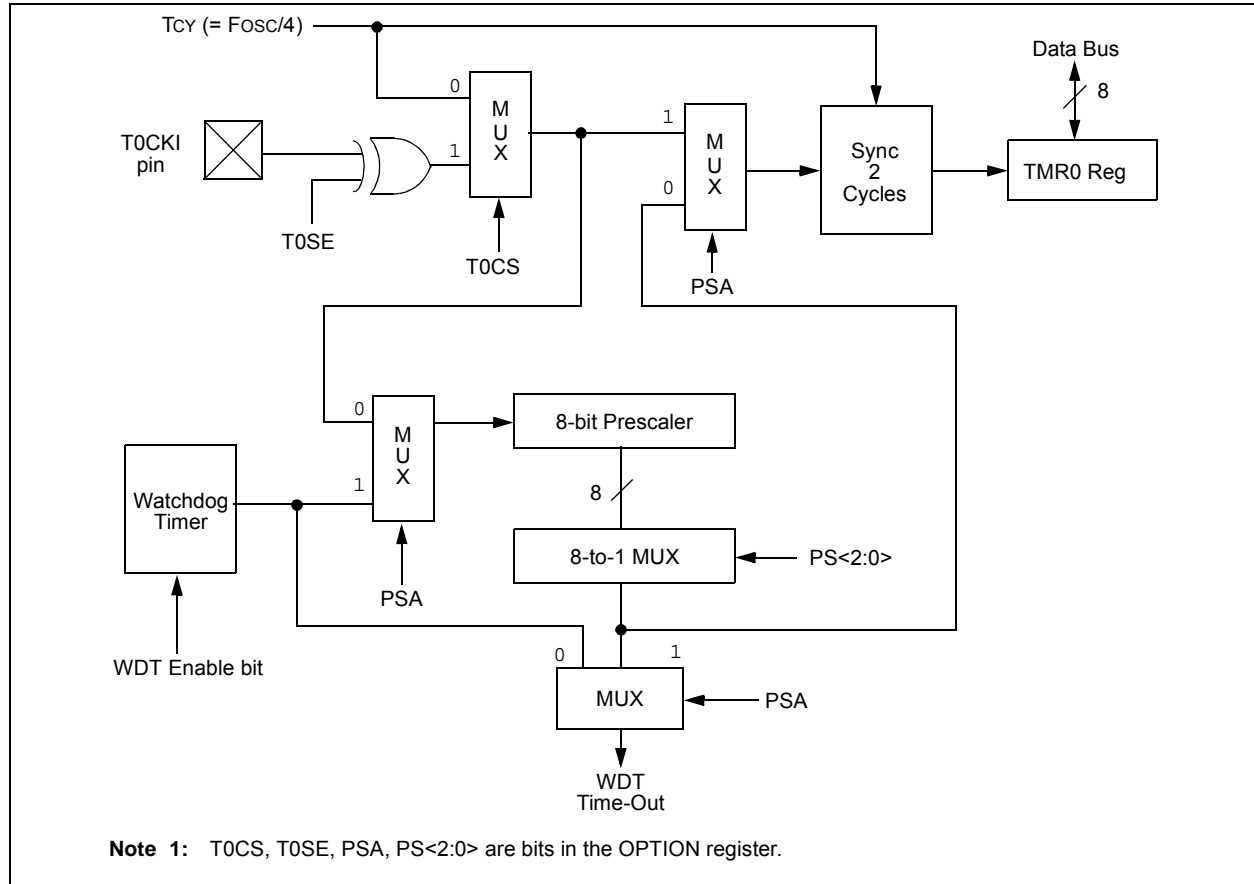 TCY (= FOSC/4)
Data Bus
8
0
M
U
X
1
T0CKI
pin
T0SE
T0CS
1
M
U
X
0
PSA
Sync
2
Cycles
TMR0 Reg
0
M
U
X
1
8-bit Prescaler
Watchdog
Timer
8
8-to-1 MUX
PS<2:0>
PSA
WDT Enable bit
0
1
MUX
PSA
WDT
Time-Out
Note 1: T0CS, T0SE, PSA, PS<2:0> are bits in the OPTION register.